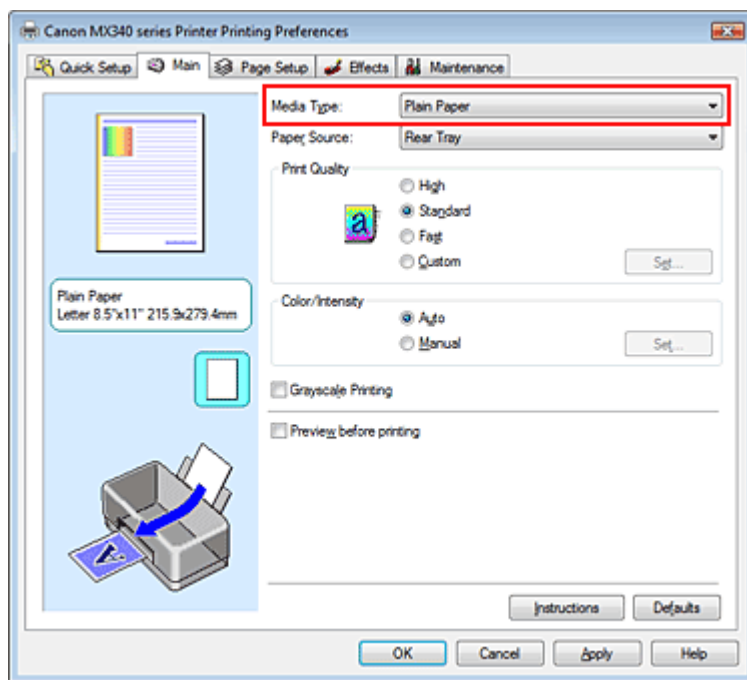 Canon MX340 series Printer Printing Preferences
Quick Setup Main Page Setup Effects Maintenance
Media Type: Plain Paper
Paper Source: Rear Tray
Print Quality
High
a
Standard
Fast
Custom Set...
Plain Paper
Letter 8.5"x11" 215.9x279.4mm
Color/Intensity
Auto
Manual Set...
Grayscale Printing
Preview before printing
A
Instructions Defaults
OK Cancel Apply Help